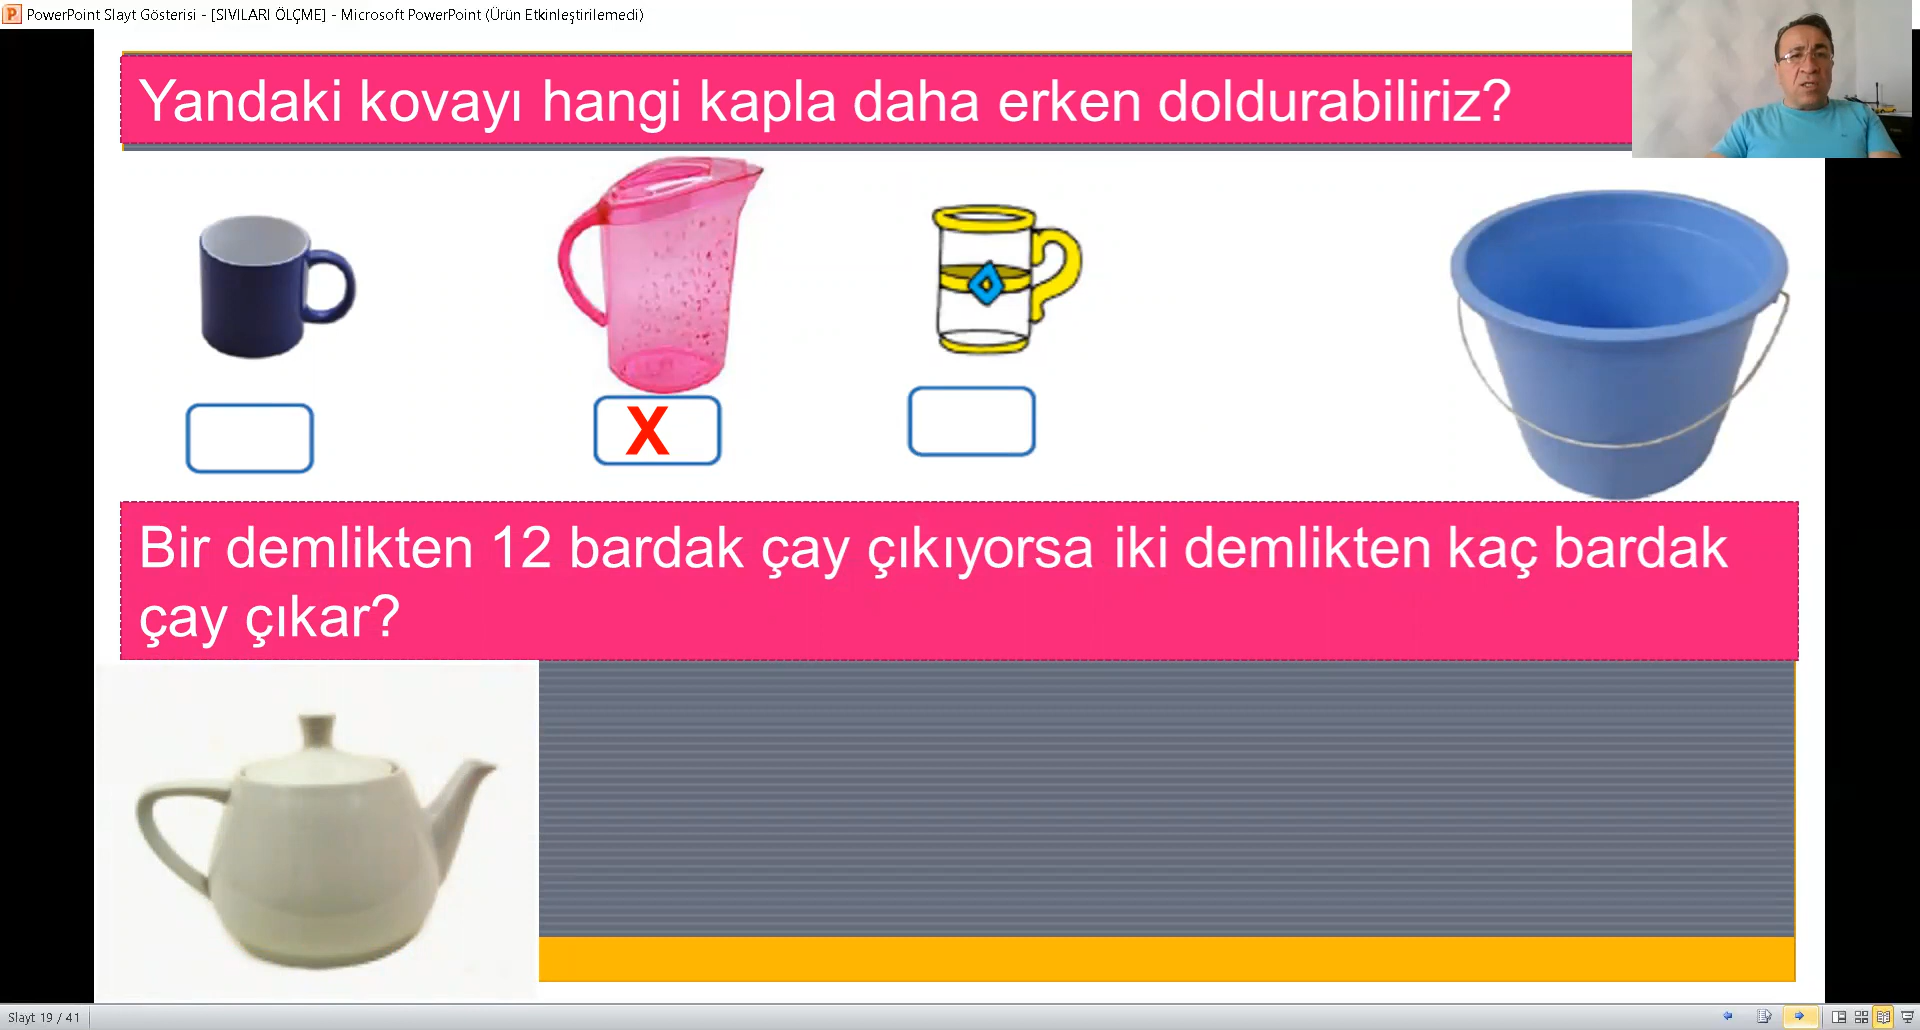 PowerPoint Slayt Gösterisi - [SIVILARI ÖLÇME] - Microsoft PowerPoint (Ürün Etkinleştirilemedi)
Yandaki kovayı hangi kapla daha erken doldurabiliriz?
X
Bir demlikten 12 bardak çay çıkıyorsa iki demlikten kaç bardak
çay çıkar?
Slayt 19 / 41